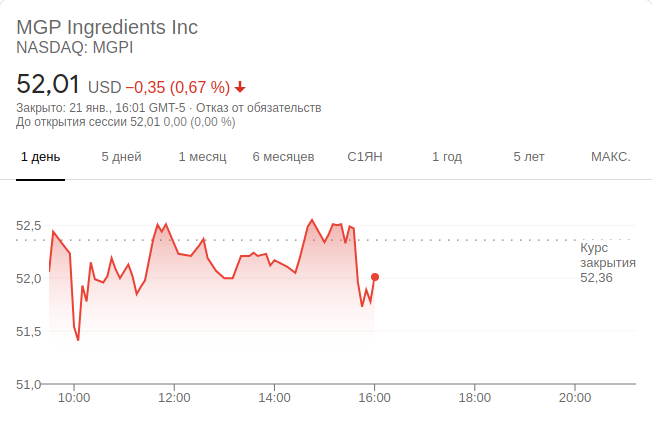 MGP Ingredients Inc
NASDAQ: MGPI
52,01 USD −0,35 (0,67 %)
Закрыто: 21 янв., 16:01 GMT-5 · Отказ от обязательств
До открытия сессии 52,01 0,00 (0,00 %)
1 день 5 дней 1 месяц 6 месяцев С1ЯН 1 год 5 лет МАКС.
52,5
Курс
закрытия
52,36
52,0
51,5
51,0
10:00 12:00 14:00 16:00 18:00 20:00